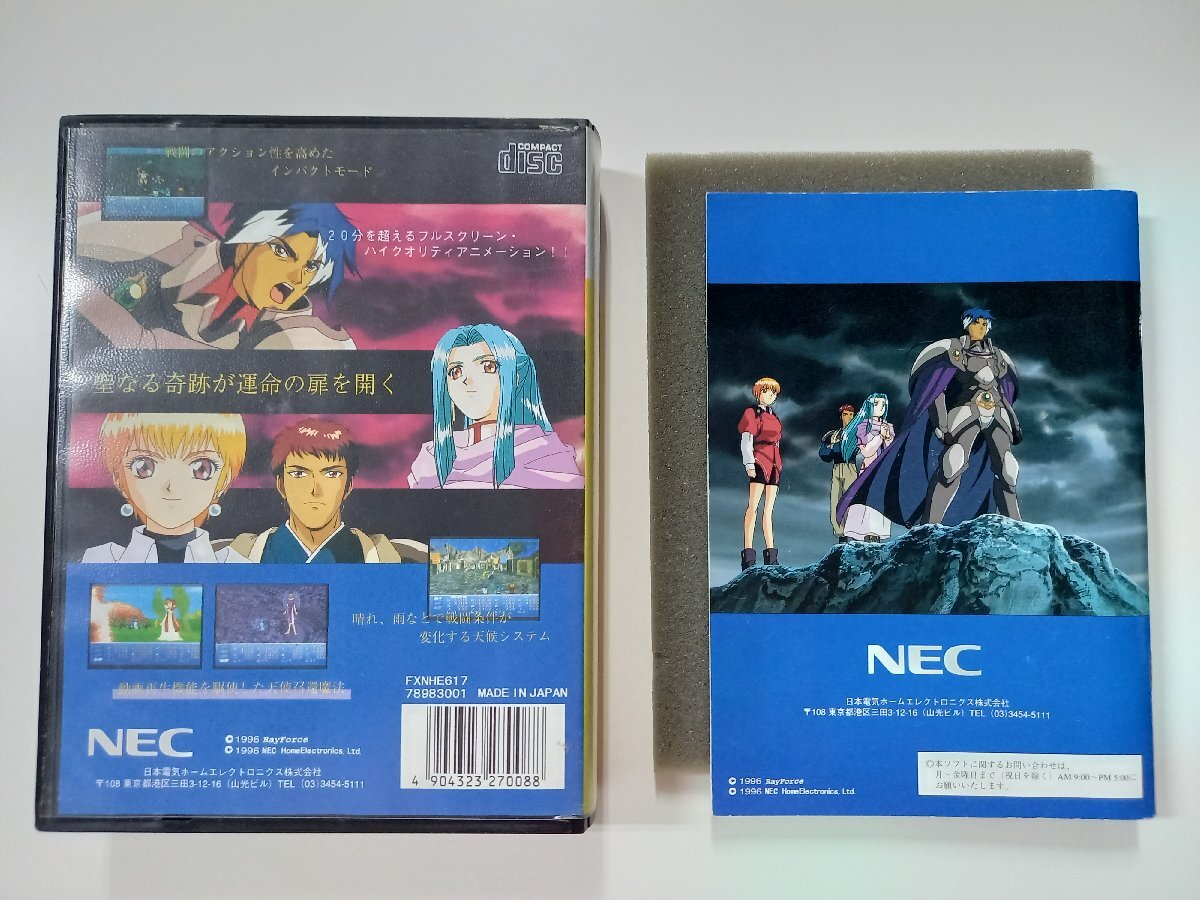 戦闘のアクション性を高めた
インパクトモード
COMPACT
disc
20分を超えるフルスクリーン・
ハイクオリティアニメーション!!
聖なる奇跡が運命の扉を開く
晴れ、雨などで戦闘条件が
変化する天候システム
動画再生機能を駆使した天使召還魔法
FXNHE617
78983001 MADE IN JAPAN
NEC
©1996 RayForce
©1996 NEC HomeElectronics, Ltd.
日本電気ホームエレクトロニクス株式会社
〒108 東京都港区三田3-12-16(山光ビル)TEL (03)3454-5111
4 904323 270088
NEC
日本電気ホームエレクトロニクス株式会社
〒108 東京都港区三田3-12-16(山光ビル)TEL (03)3454-5111
©1996 RayForce
©1996 NEC HomeElectronics, Ltd.
◎本ソフトに関するお問い合わせは、
月-金曜日まで(祝日を除く)AM 9:00~PM 5:00に
お願いいたします。